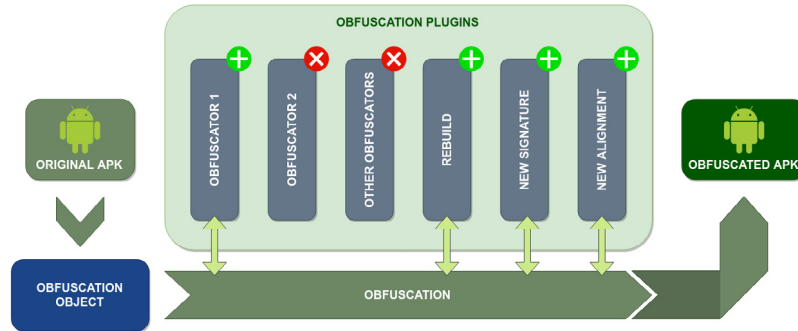 OBFUSCATION PLUGINS
ORIGINAL APK
OBFUSCATOR 1
OBFUSCATOR 2
OTHER OBFUSCATORS
REBUILD
NEW SIGNATURE
NEW ALIGNMENT
OBFUSCATED APK
OBFUSCATION
OBJECT
OBFUSCATION